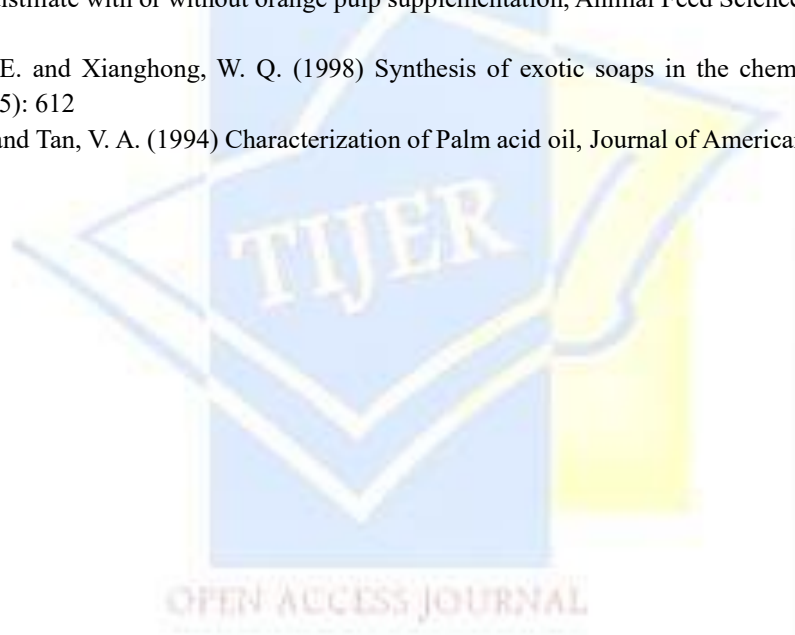 distillate with or without orange pulp supplementation, Animal Feed Science
E. and Xianghong, W. Q. (1998) Synthesis of exotic soaps in the chem
5): 612
and Tan, V. A. (1994) Characterization of Palm acid oil, Journal of America
TIJER
OPEN ACCESS JOURNAL